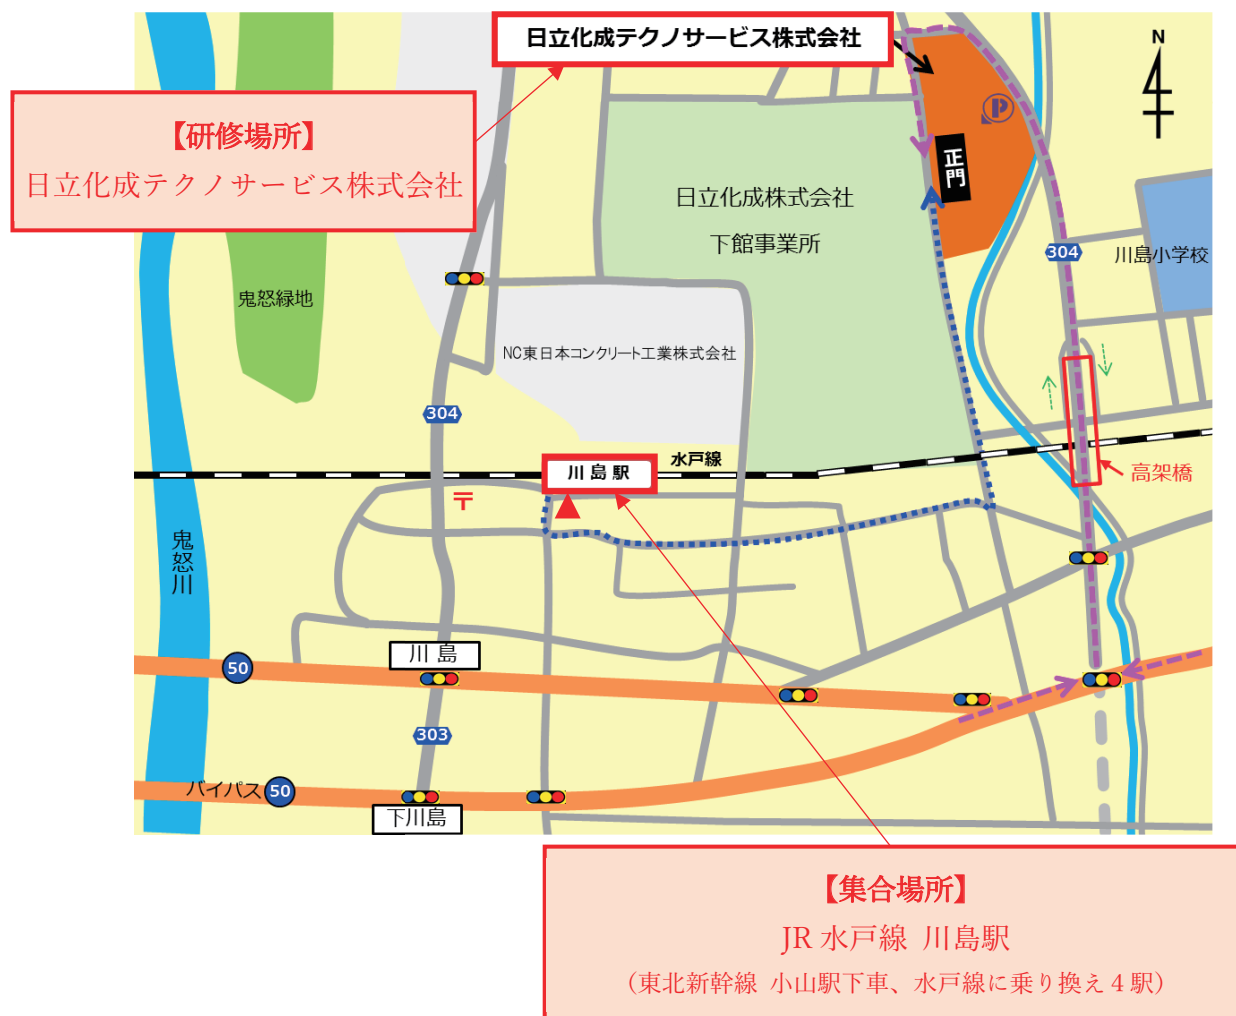 日立化成テクノサービス株式会社
N
【研修場所】
日立化成テクノサービス株式会社
P
正門
日立化成株式会社
下館事業所
304
川島小学校
鬼怒緑地
NC東日本コンクリート工業株式会社
304
水戸線
川島駅
高架橋
〒
鬼怒川
川島
50
303
バイパス 50
下川島
【集合場所】
JR 水戸線 川島駅
(東北新幹線 小山駅下車、水戸線に乗り換え4駅)